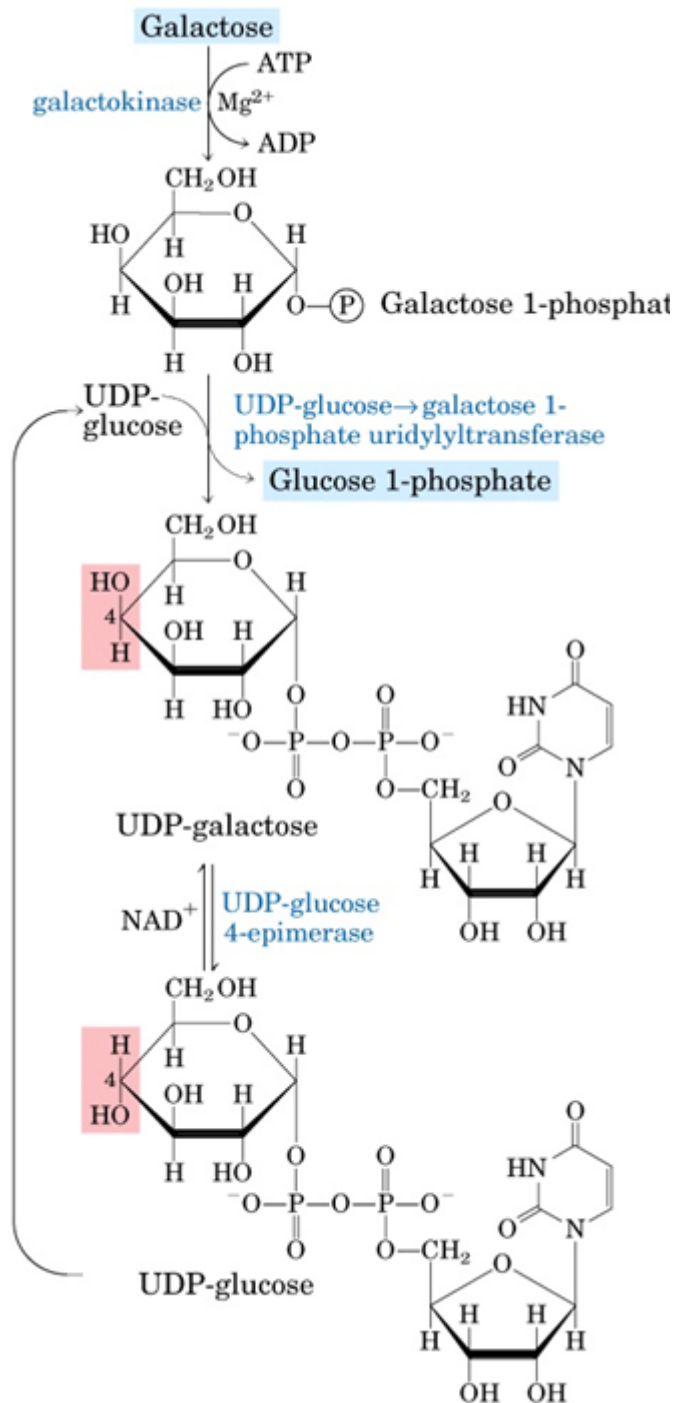 Galactose
ATP
galactokinase
Mg2+
ADP
CH2OH
O
HO
H
H
OH
H
H
O
P
Galactose 1-phosphat
H
H
OH
UDP-
glucose
UDP-glucose→galactose 1-
phosphate uridylyltransferase
Glucose 1-phosphate
CH2OH
O
HO
H
H
4
OH
H
H
H
HO
O
O
O
−O—P—O—P—O−
O
O—CH2
HN
O
N
O
O
UDP-galactose
H
H
H
H
OH
OH
NAD+
UDP-glucose
4-epimerase
CH2OH
O
H
H
H
4
OH
H
HO
H
HO
O
O
−O—P—O—P—O−
O
O—CH2
HN
O
N
O
O
UDP-glucose
H
H
H
H
OH
OH